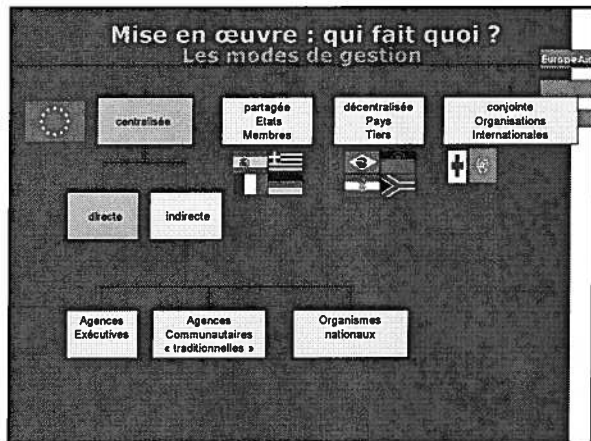 Mise en œuvre : qui fait quoi ?
Les modes de gestion
EuropeAid
centralisée
partagée
Etats
Membres
décentralisée
Pays
Tiers
conjointe
Organisations
Internationales
directe
indirecte
Agences
Exécutives
Agences
Communautaires
« traditionnelles »
Organismes
nationaux